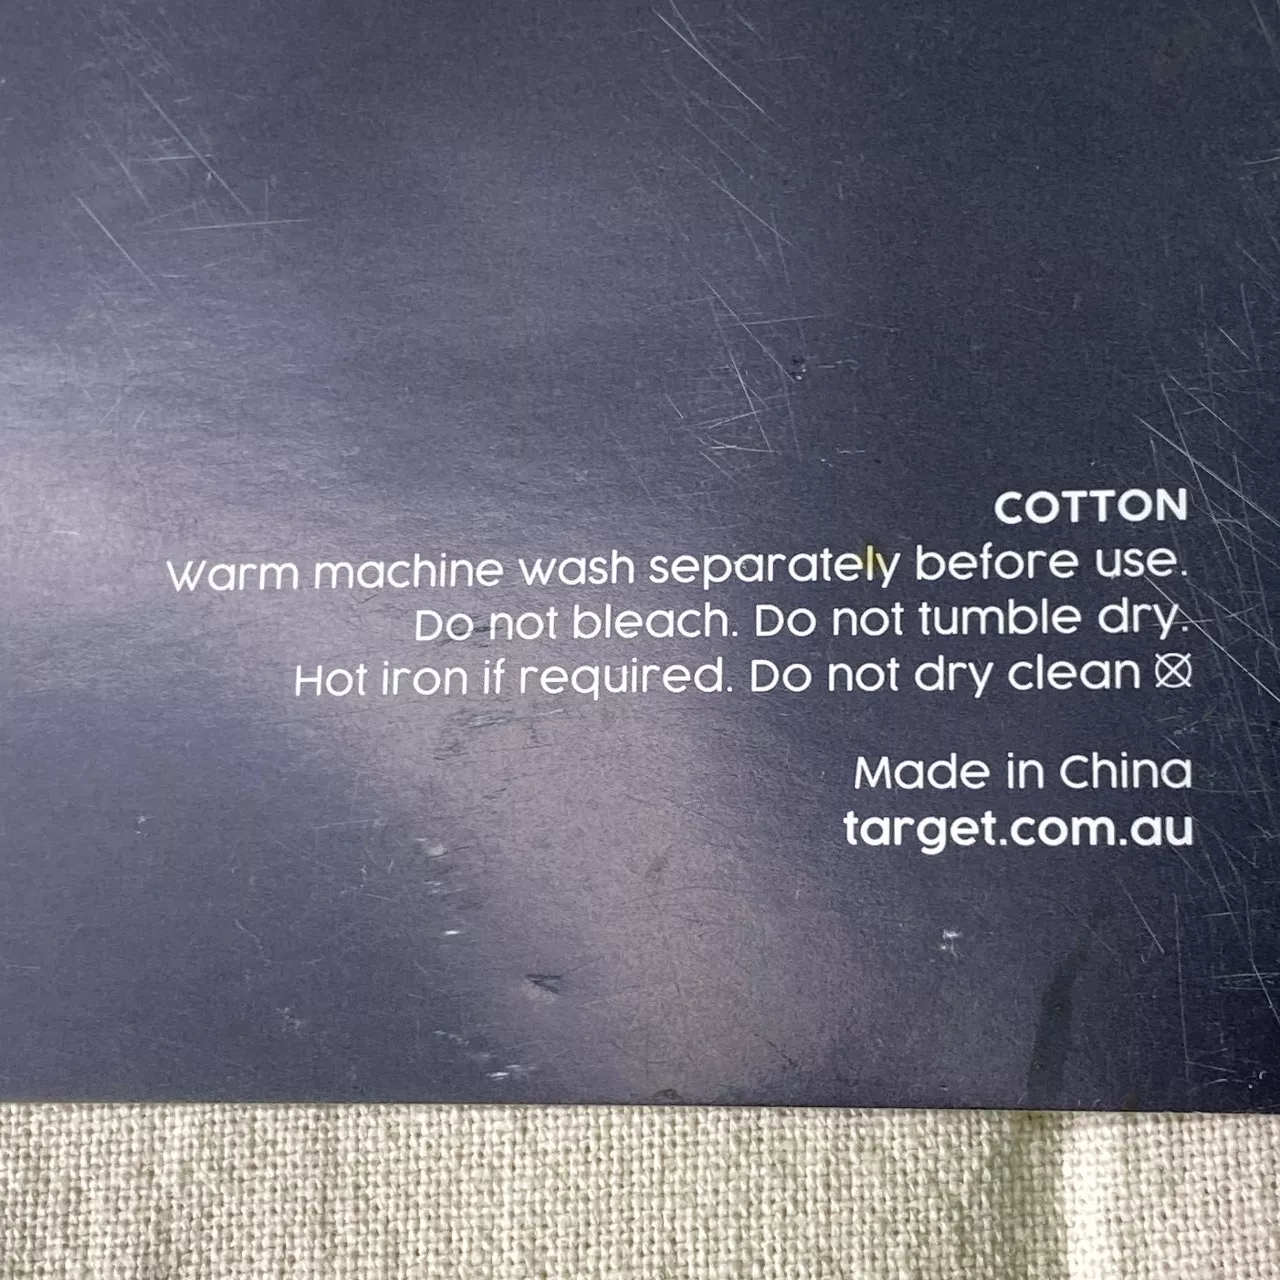 COTTON
Warm machine wash separately before use.
Do not bleach. Do not tumble dry.
Hot iron if required. Do not dry clean
Made in China
target.com.au